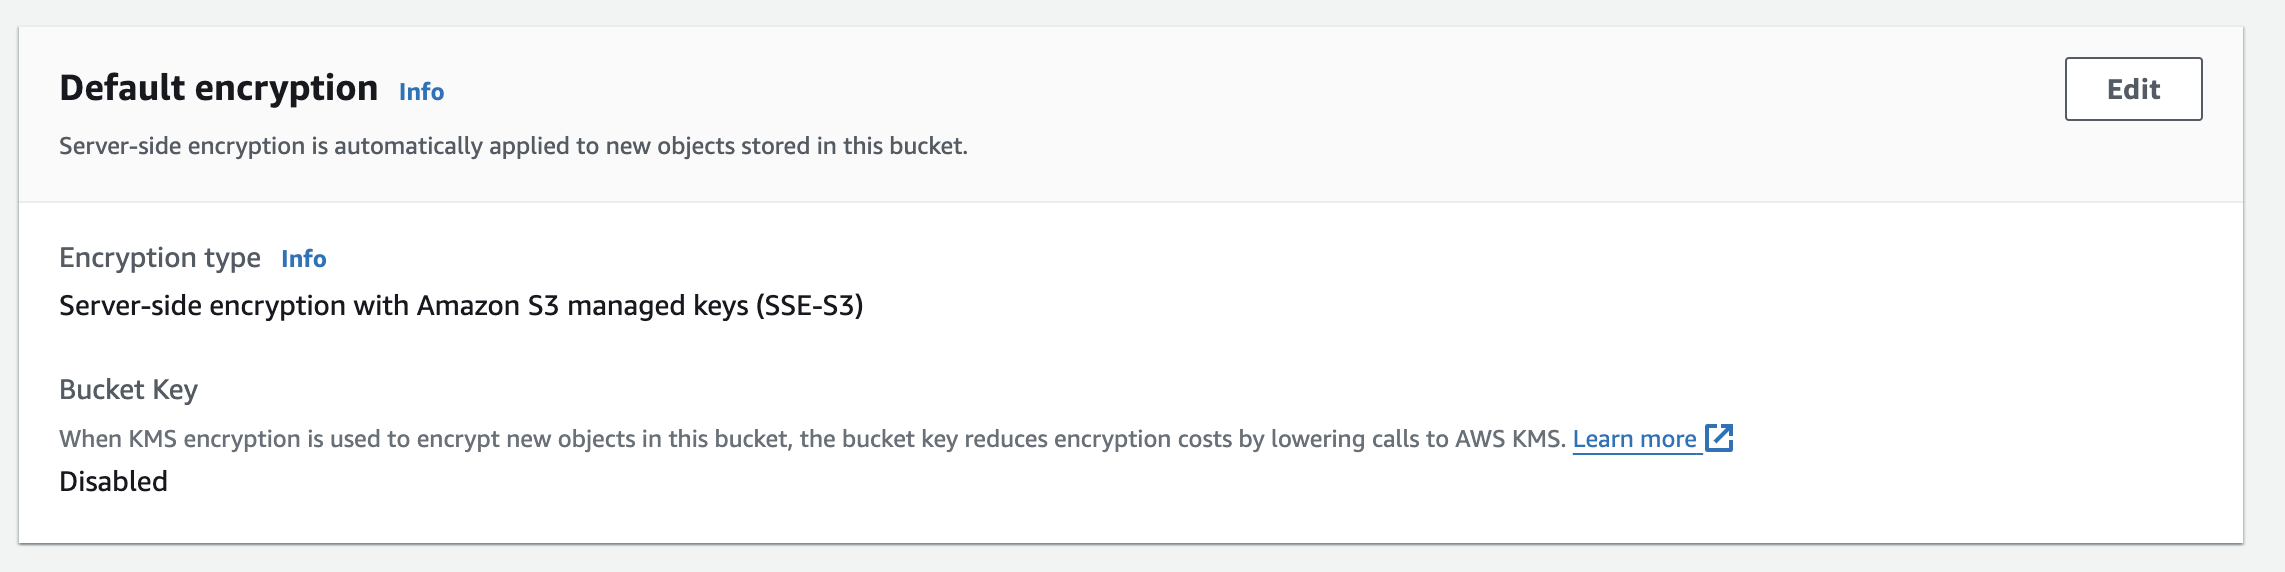 Default encryption Info
Edit
Server-side encryption is automatically applied to new objects stored in this bucket.
Encryption type Info
Server-side encryption with Amazon S3 managed keys (SSE-S3)
Bucket Key
When KMS encryption is used to encrypt new objects in this bucket, the bucket key reduces encryption costs by lowering calls to AWS KMS. Learn more
Disabled